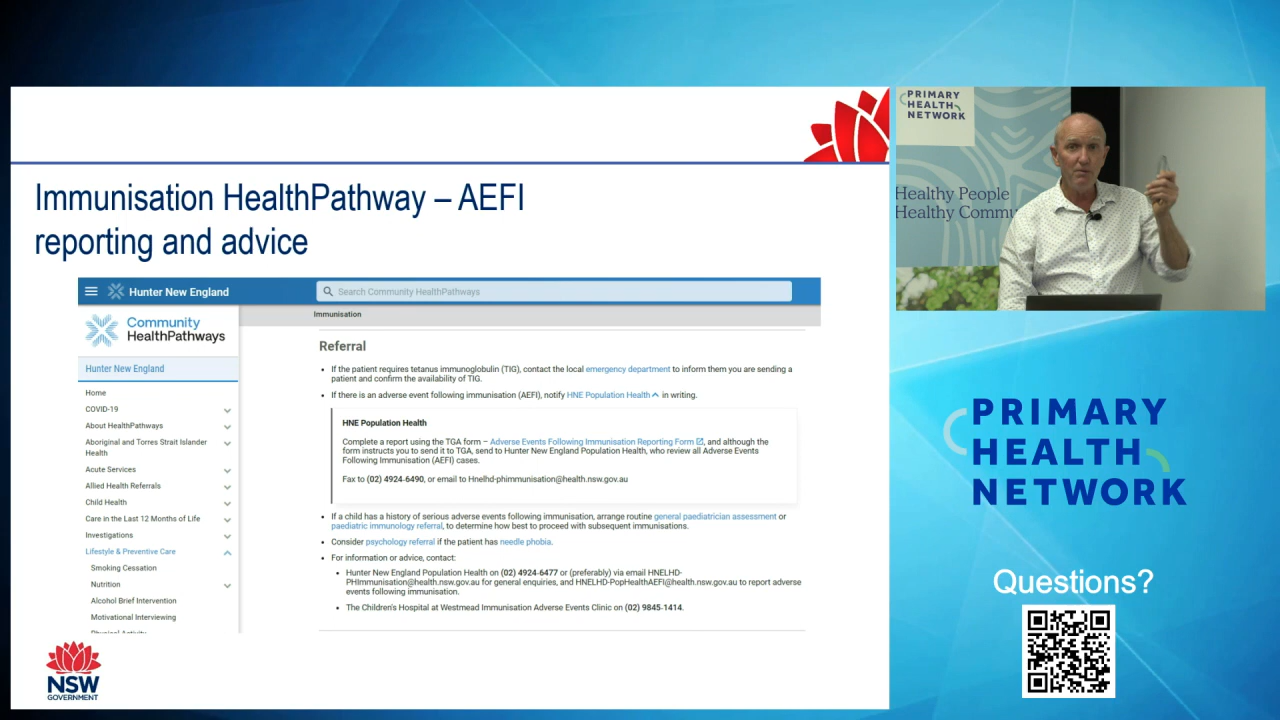 Immunisation HealthPathway – AEFI
reporting and advice
Hunter New England
Search Community HealthPathways
Community
HealthPathways
Immunisation
Hunter New England
Home
COVID-19
About HealthPathways
Aboriginal and Torres Strait Islander
Health
Acute Services
Allied Health Referrals
Child Health
Care in the Last 12 Months of Life
Investigations
Lifestyle & Preventive Care
Smoking Cessation
Nutrition
Alcohol Brief Intervention
Motivational Interviewing
Physical Activity
Referral
• If the patient requires tetanus immunoglobulin (TIG), contact the local emergency department to inform them you are sending a
patient and confirm the availability of TIG.
• If there is an adverse event following immunisation (AEFI), notify HNE Population Health in writing.
HNE Population Health
Complete a report using the TGA form – Adverse Events Following Immunisation Reporting Form, and although the
form instructs you to send it to TGA, send to Hunter New England Population Health, who review all Adverse Events
Following Immunisation (AEFI) cases.
Fax to (02) 4924-6490, or email to Hnelhd-phimmunisation@health.nsw.gov.au
• If a child has a history of serious adverse events following immunisation, arrange routine general paediatrician assessment or
paediatric immunology referral, to determine how best to proceed with subsequent immunisations.
• Consider psychology referral if the patient has needle phobia.
• For information or advice, contact:
• Hunter New England Population Health on (02) 4924-6477 or (preferably) via email HNELHD-
PHImmunisation@health.nsw.gov.au for general enquiries, and HNELHD-PopHealthAEFI@health.nsw.gov.au to report adverse
events following immunisation.
• The Children's Hospital at Westmead Immunisation Adverse Events Clinic on (02) 9845-1414.
NSW
GOVERNMENT
PRIMARY
HEALTH
NETWORK
Healthy People
Healthy Commu
PRIMARY
HEALTH
NETWORK
Questions?